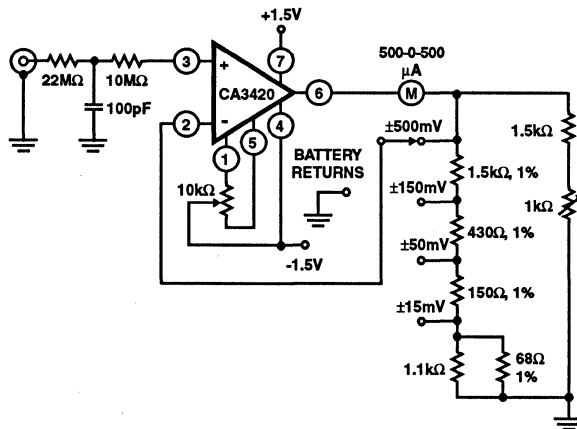 +1.5V
500-0-500
µA
22MΩ
10MΩ
100pF
3
+
7
CA3420
6
M
2
-
4
1
5
10kΩ
BATTERY
RETURNS
-1.5V
±500mV
1.5kΩ, 1%
±150mV
430Ω, 1%
±50mV
150Ω, 1%
±15mV
1.1kΩ
68Ω
1%
1.5kΩ
1kΩ